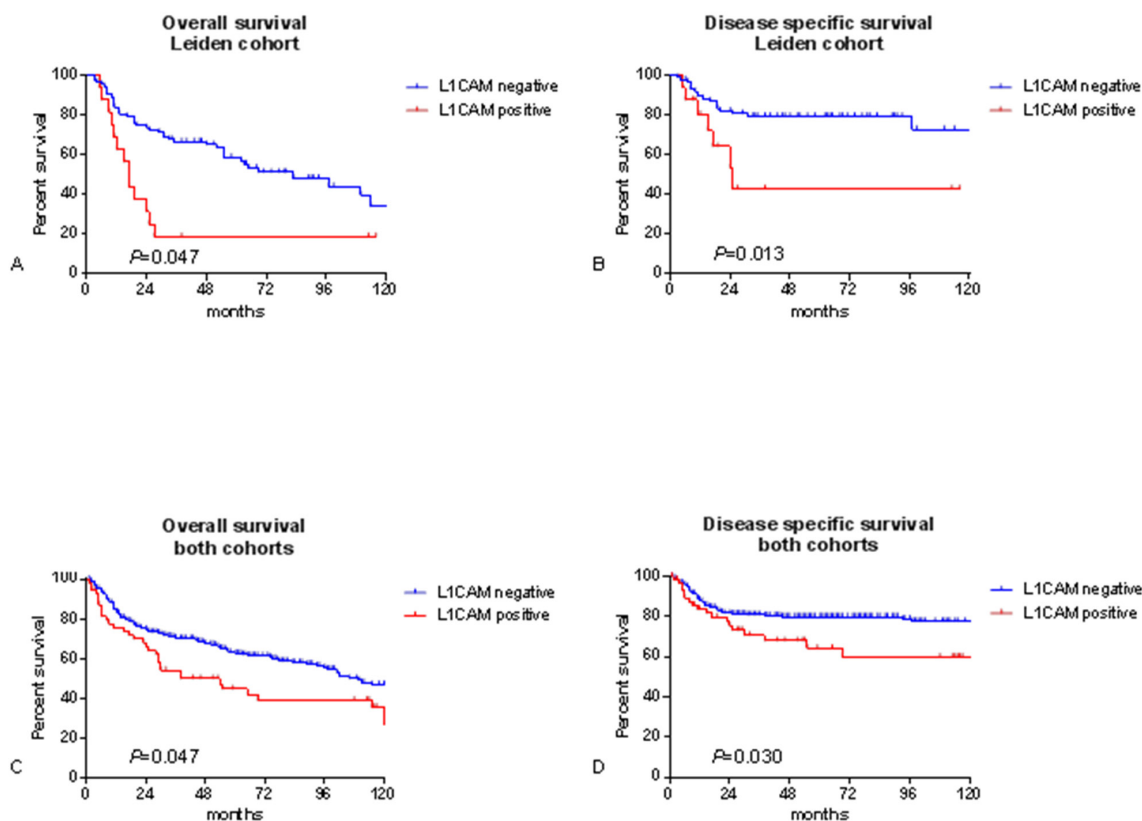 Overall survival
Leiden cohort
100
80
60
40
20
0
Percent survival
0 24 48 72 96 120
months
L1CAM negative
L1CAM positive
P=0.047
A
Disease specific survival
Leiden cohort
100
80
60
40
20
0
Percent survival
0 24 48 72 96 120
months
L1CAM negative
L1CAM positive
P=0.013
B
Overall survival
both cohorts
100
80
60
40
20
0
Percent survival
0 24 48 72 96 120
months
L1CAM negative
L1CAM positive
P=0.047
C
Disease specific survival
both cohorts
100
80
60
40
20
0
Percent survival
0 24 48 72 96 120
months
L1CAM negative
L1CAM positive
P=0.030
D